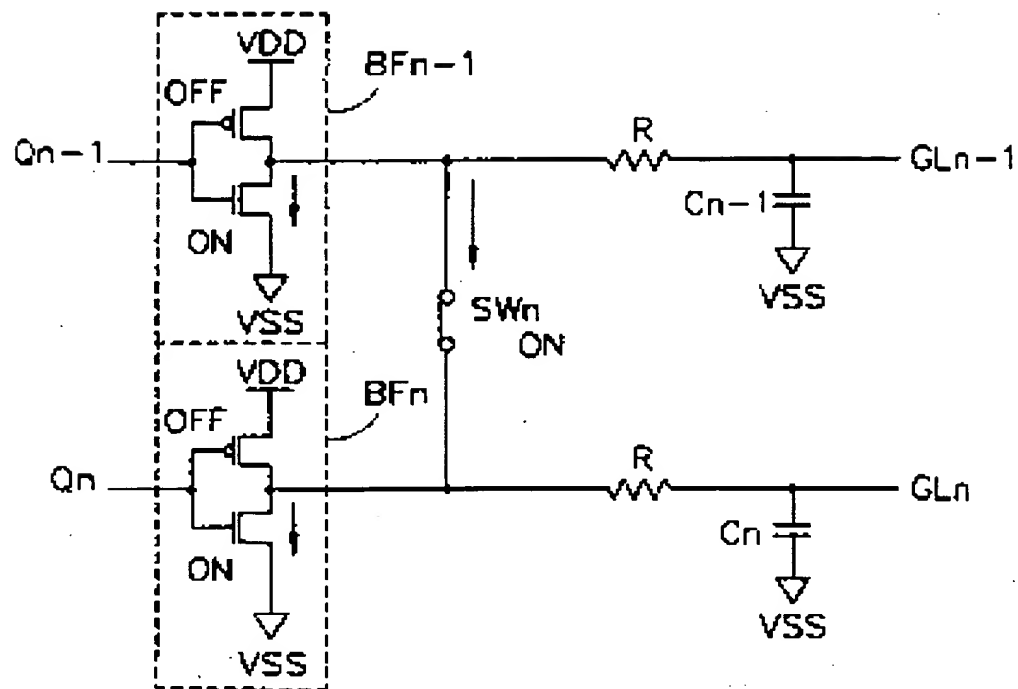 VDD
BFn-1
OFF
Qn-1
R
GLn-1
Cn-1
ON
VSS
VSS
SWn
ON
VDD
BFn
OFF
Qn
R
GLn
Cn
ON
VSS
VSS